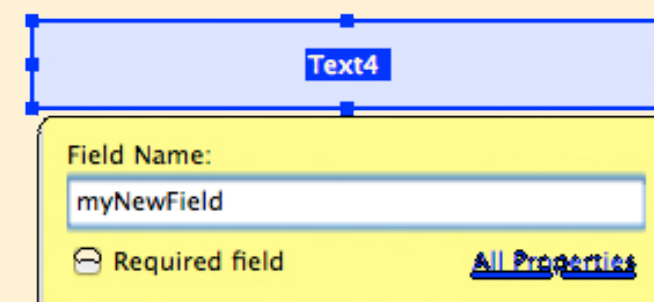 Text4
Field Name:
myNewField
Required field
All Properties